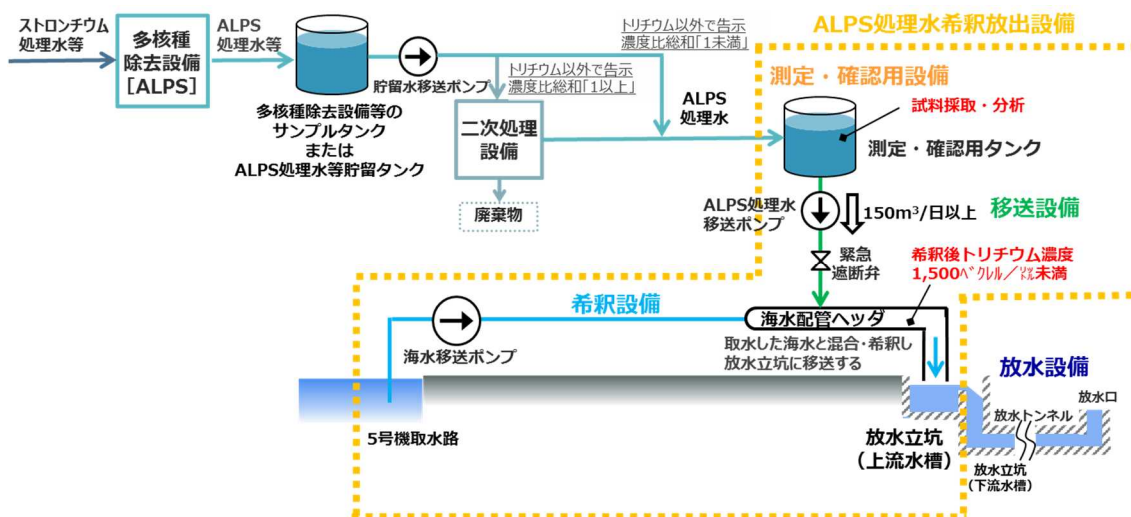 ストロンチウム
処理水等
多核種
除去設備
[ALPS]
ALPS
処理水等
貯留水移送ポンプ
多核種除去設備等の
サンプルタンク
または
ALPS処理水等貯留タンク
トリチウム以外で告示
濃度比総和「1未満」
トリチウム以外で告示
濃度比総和「1以上」
二次処理
設備
廃棄物
ALPS
処理水
ALPS処理水希釈放出設備
測定・確認用設備
試料採取・分析
測定・確認用タンク
ALPS処理水
移送ポンプ
150m³/日以上
移送設備
緊急
遮断弁
希釈後トリチウム濃度
1,500ベクレル/㍑未満
希釈設備
海水移送ポンプ
海水配管ヘッダ
取水した海水と混合・希釈し
放水立坑に移送する
5号機取水路
放水立坑
(上流水槽)
放水設備
放水口
放水トンネル
放水立坑
(下流水槽)